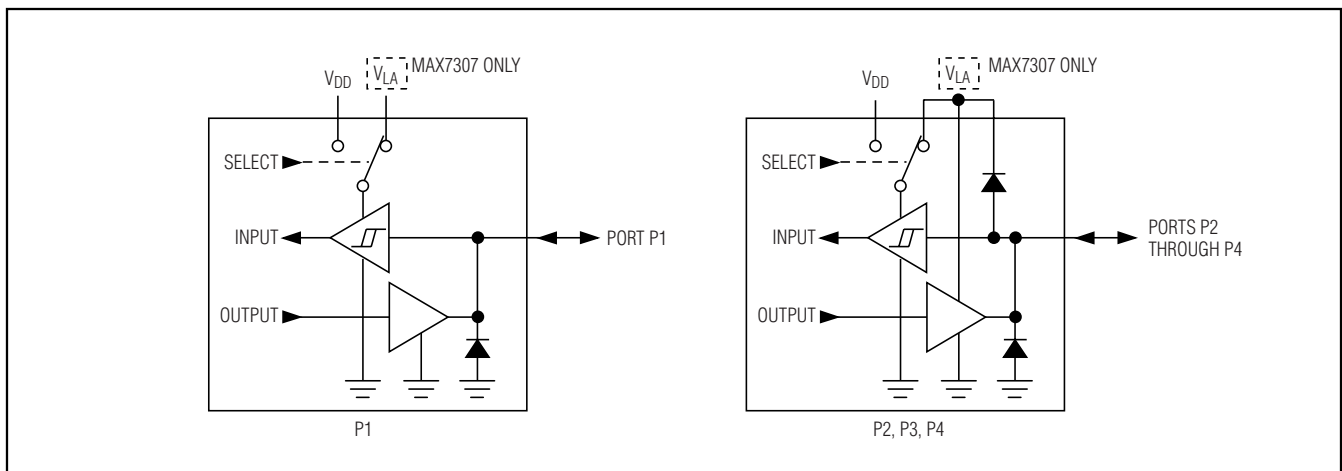 VDD
VLA
MAX7307 ONLY
SELECT
INPUT
OUTPUT
PORT P1
P1
VDD
VLA
MAX7307 ONLY
SELECT
INPUT
OUTPUT
PORTS P2
THROUGH P4
P2, P3, P4